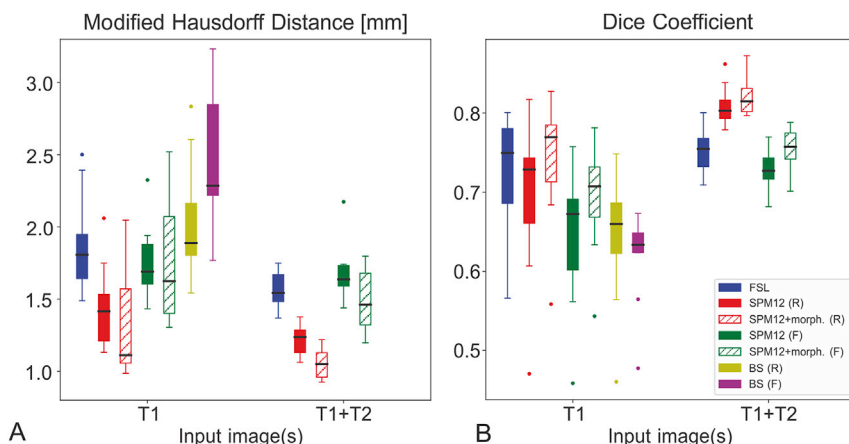 Modified Hausdorff Distance [mm]
3.0
2.5
2.0
1.5
1.0
T1
T1+T2
Input image(s)
A
Dice Coefficient
0.8
0.7
0.6
0.5
FSL
SPM12 (R)
SPM12+morph. (R)
SPM12 (F)
SPM12+morph. (F)
BS (R)
BS (F)
T1
T1+T2
Input image(s)
B